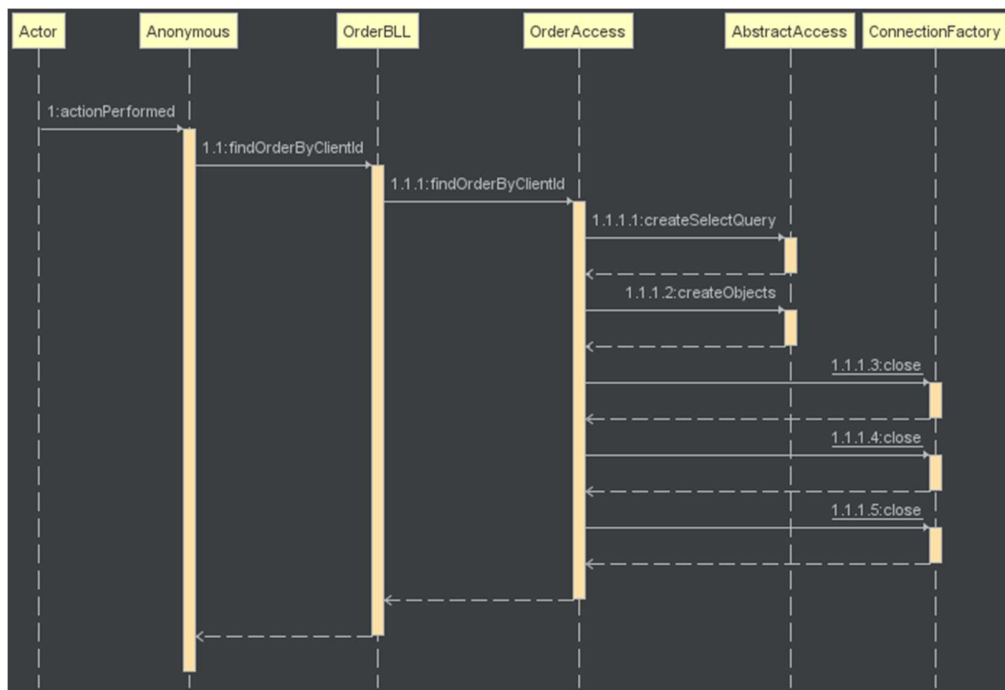 Actor
Anonymous
OrderBLL
OrderAccess
AbstractAccess
ConnectionFactory
1:actionPerformed
1.1:findOrderByClientId
1.1.1:findOrderByClientId
1.1.1.1:createSelectQuery
1.1.1.2:createObjects
1.1.1.3:close
1.1.1.4:close
1.1.1.5:close